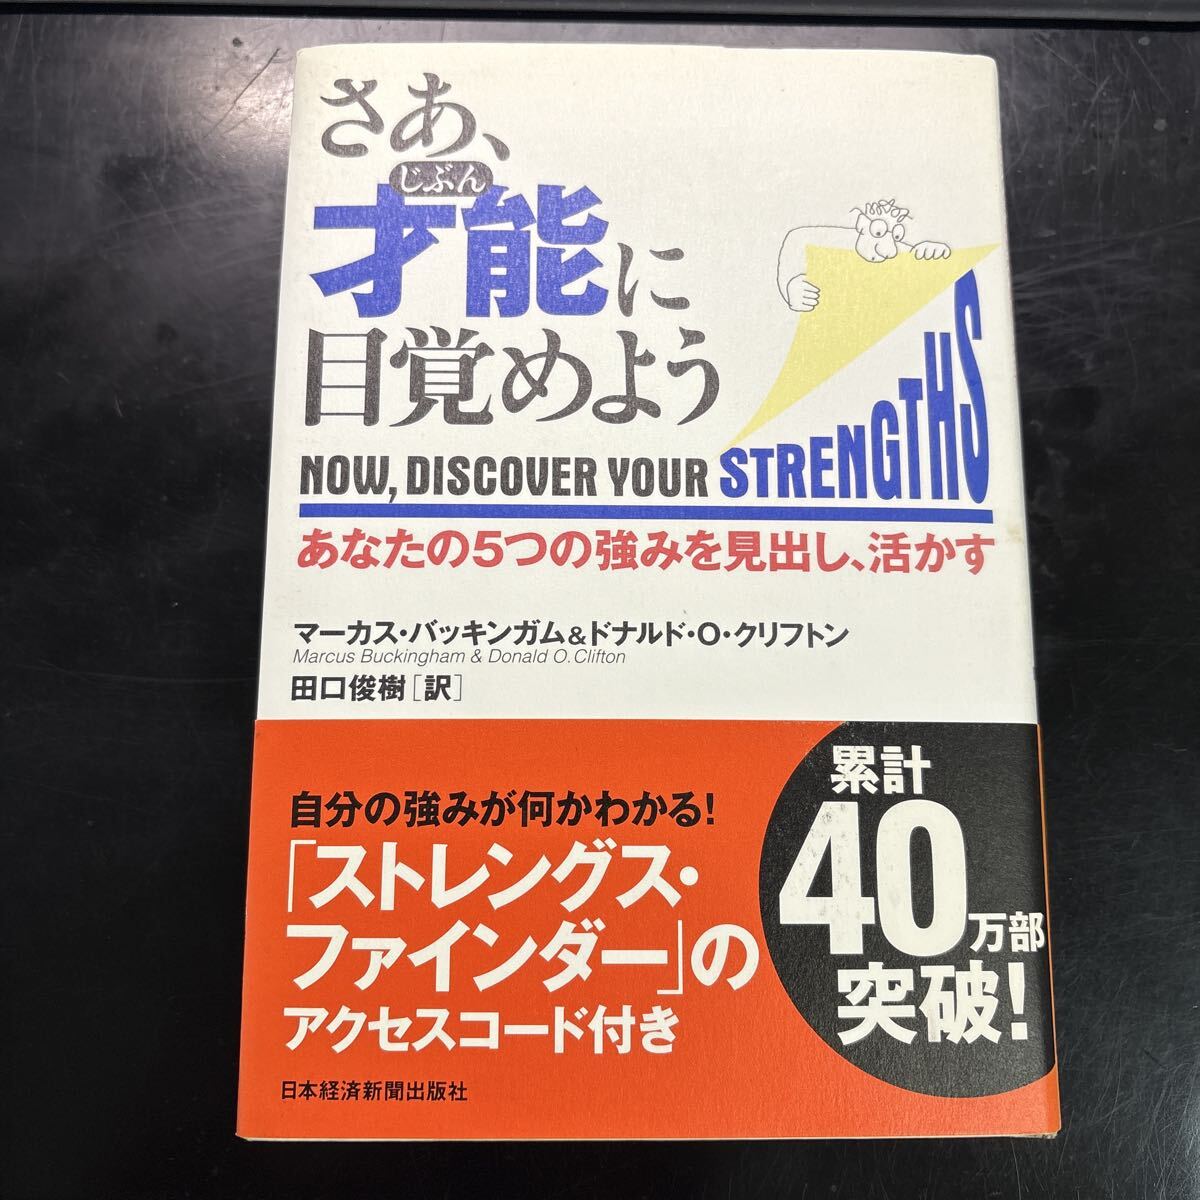 さあ、
じぶん
才能に
目覚めよう
NOW, DISCOVER YOUR STRENGTHS
あなたの5つの強みを見出し、活かす
マーカス・バッキンガム&ドナルド・O・クリフトン
Marcus Buckingham & Donald O. Clifton
田口俊樹[訳]
自分の強みが何かわかる!
「ストレングス・
ファインダー」の
アクセスコード付き
累計
40万部
突破!
日本経済新聞出版社